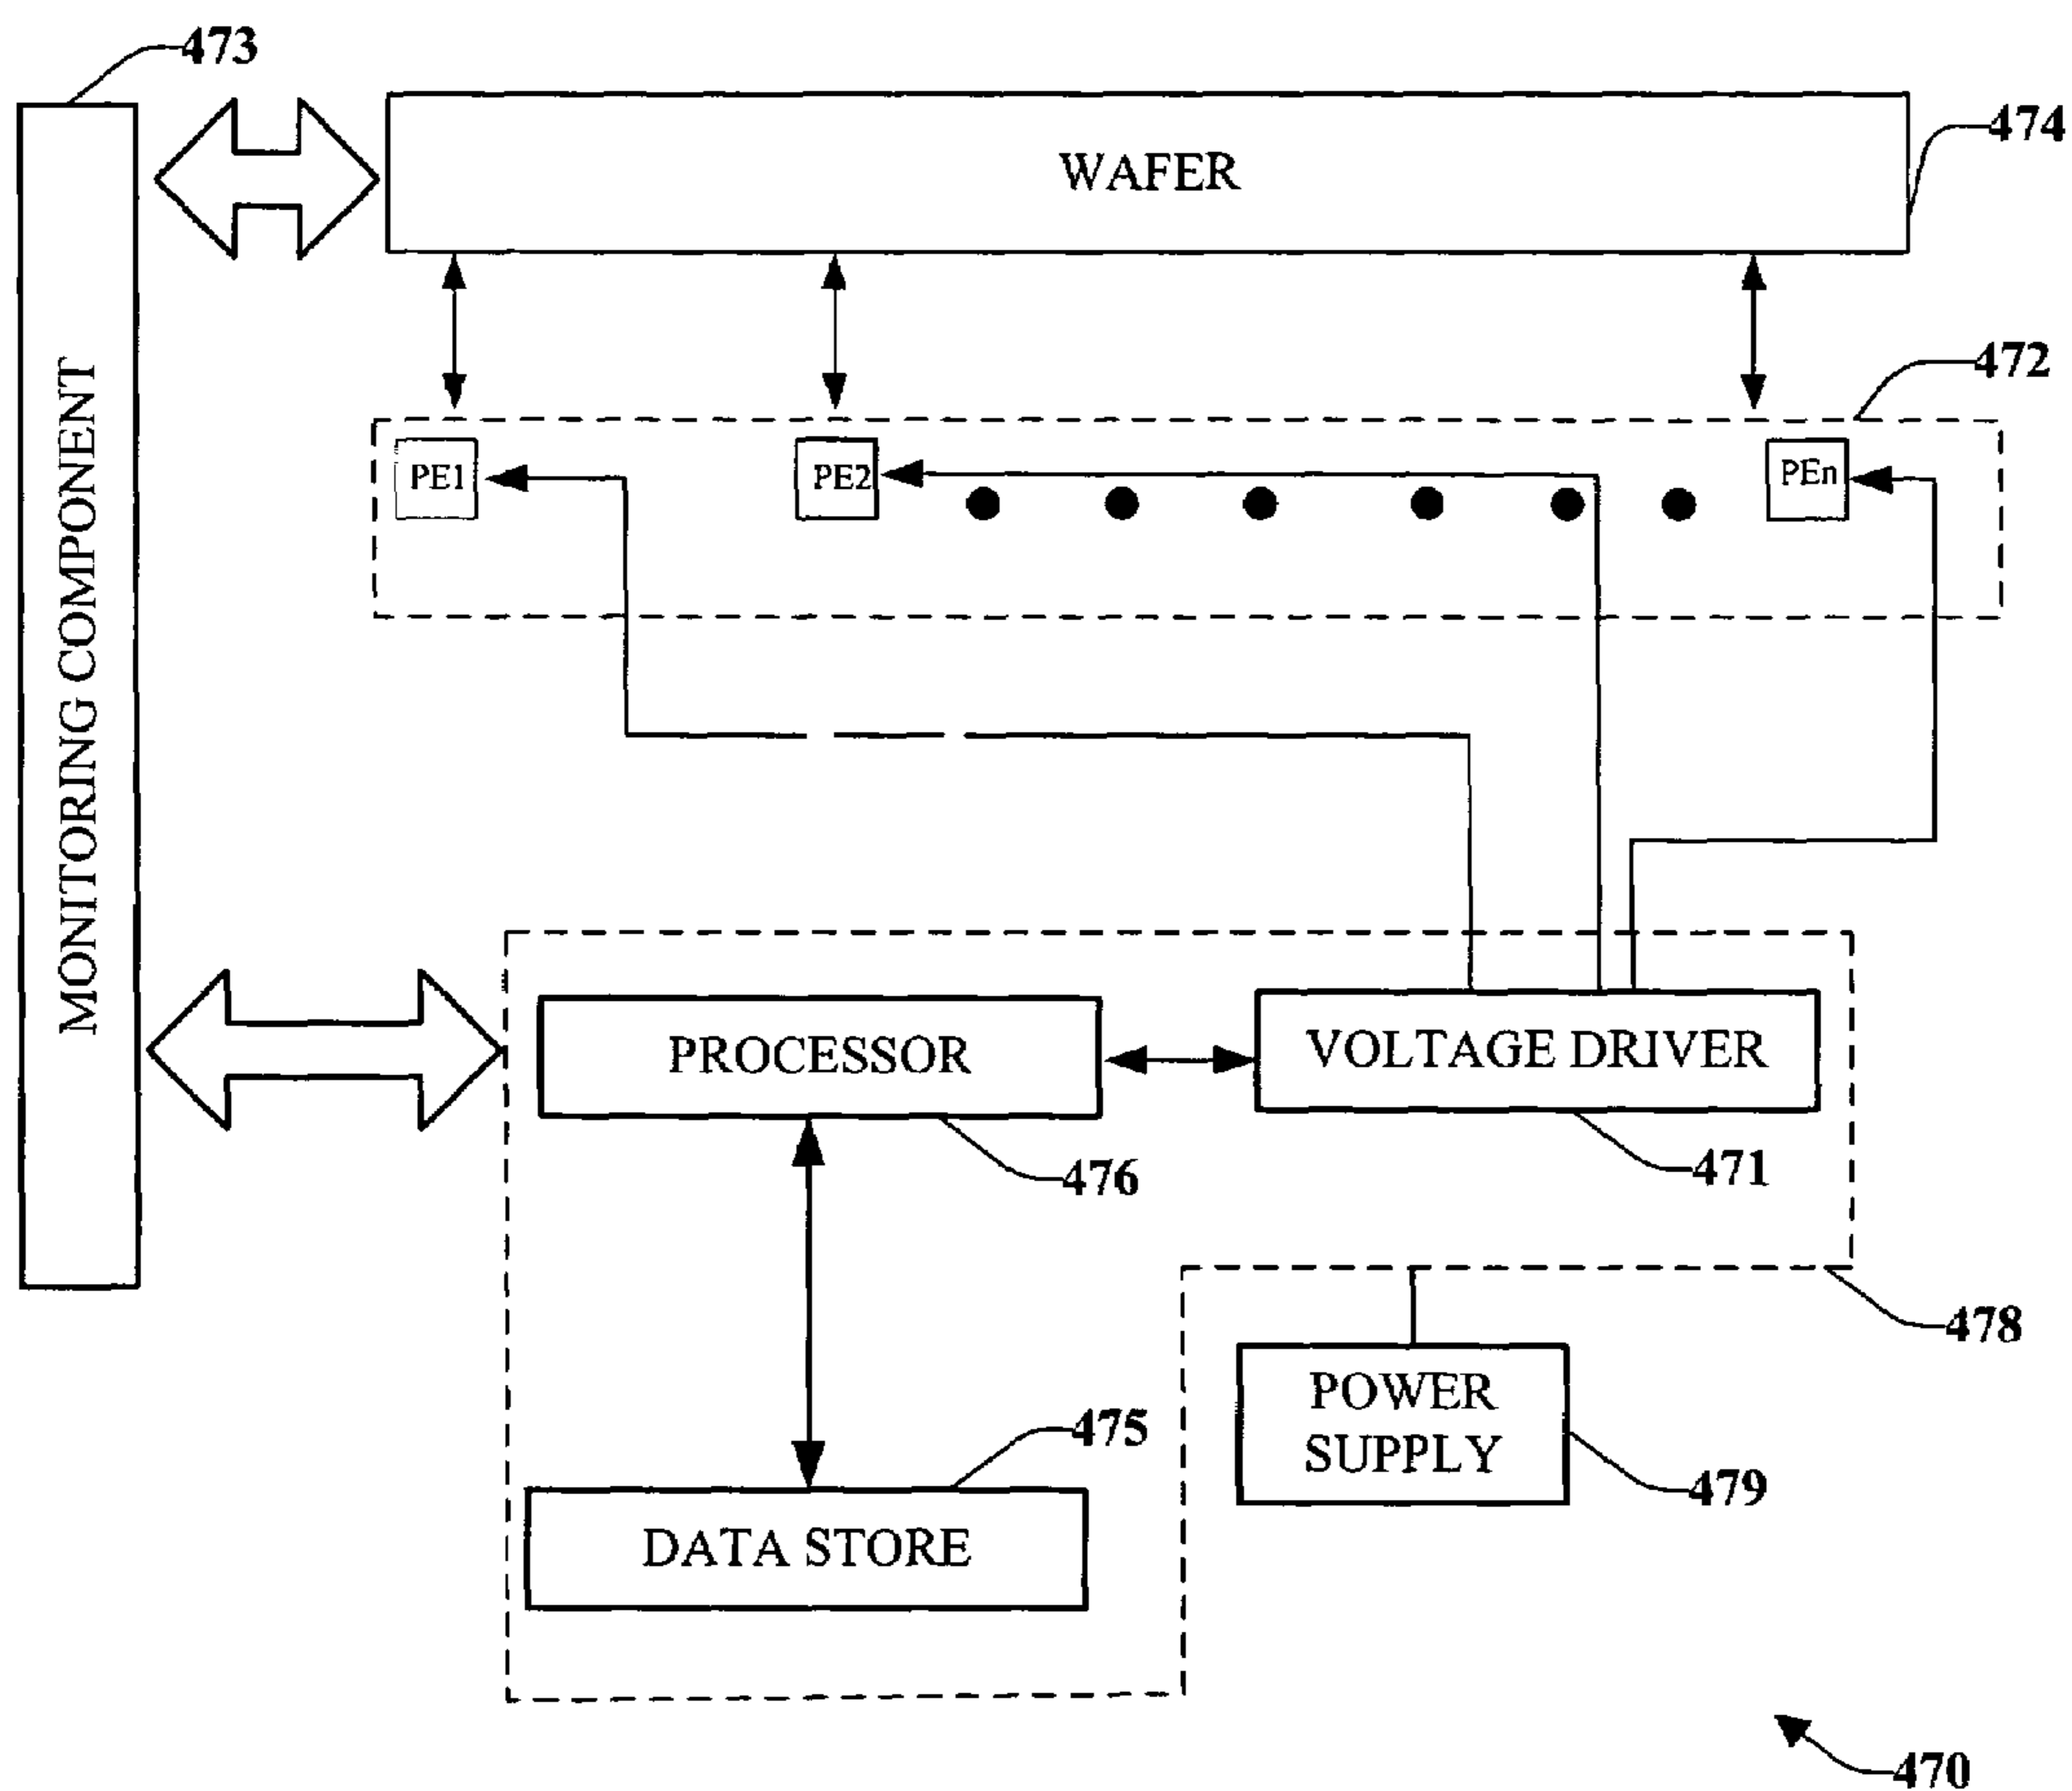 473
WAFER
474
472
MONITORING COMPONENT
PE1
PE2
PEn
PROCESSOR
VOLTAGE DRIVER
476
471
478
POWER
SUPPLY
475
479
DATA STORE
470